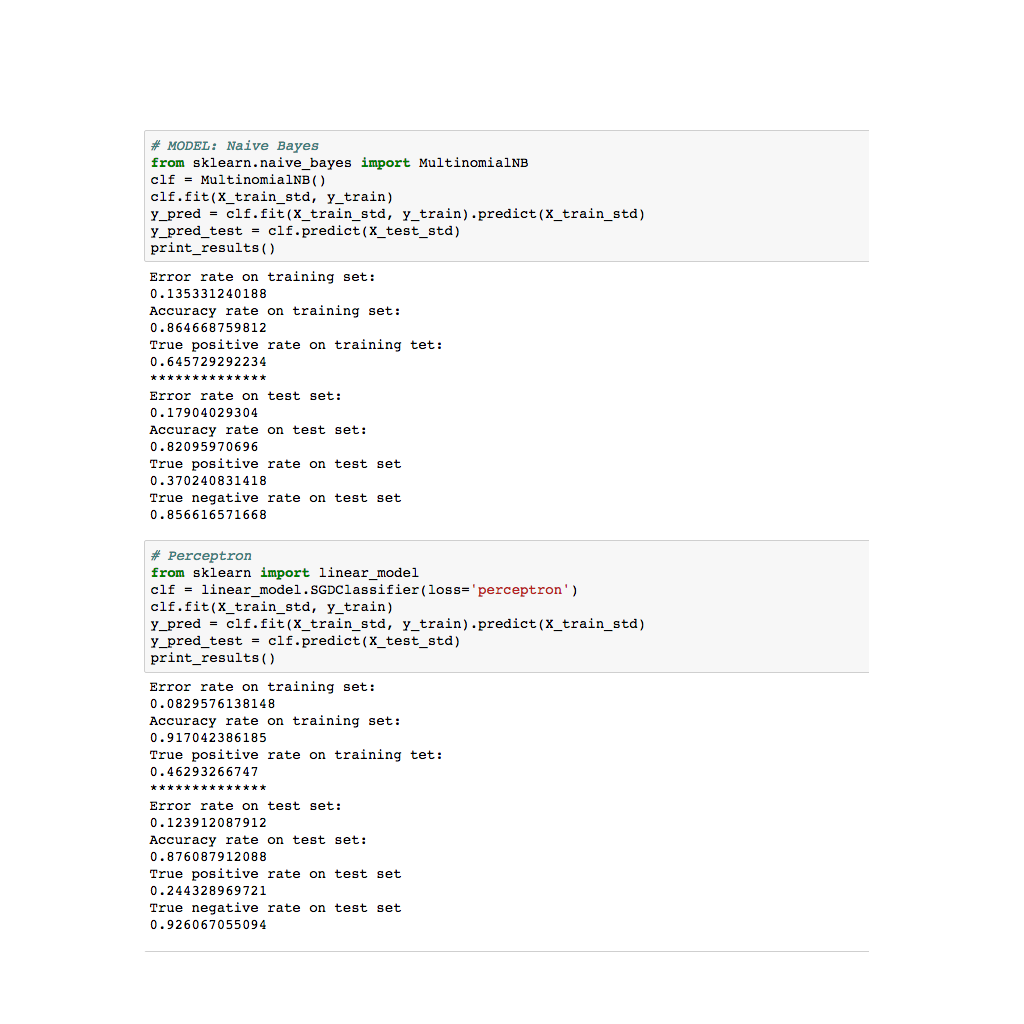 # MODEL: Naive Bayes
from sklearn.naive_bayes import MultinomialNB
clf = MultinomialNB()
clf.fit(X_train_std, y_train)
y_pred = clf.fit(X_train_std, y_train).predict(X_train_std)
y_pred_test = clf.predict(X_test_std)
print_results()
Error rate on training set:
0.135331240188
Accuracy rate on training set:
0.864668759812
True positive rate on training tet:
0.645729292234
**************
Error rate on test set:
0.17904029304
Accuracy rate on test set:
0.82095970696
True positive rate on test set
0.370240831418
True negative rate on test set
0.856616571668
# Perceptron
from sklearn import linear_model
clf = linear_model.SGDClassifier(loss='perceptron')
clf.fit(X_train_std, y_train)
y_pred = clf.fit(X_train_std, y_train).predict(X_train_std)
y_pred_test = clf.predict(X_test_std)
print_results()
Error rate on training set:
0.0829576138148
Accuracy rate on training set:
0.917042386185
True positive rate on training tet:
0.46293266747
**************
Error rate on test set:
0.123912087912
Accuracy rate on test set:
0.876087912088
True positive rate on test set
0.244328969721
True negative rate on test set
0.926067055094